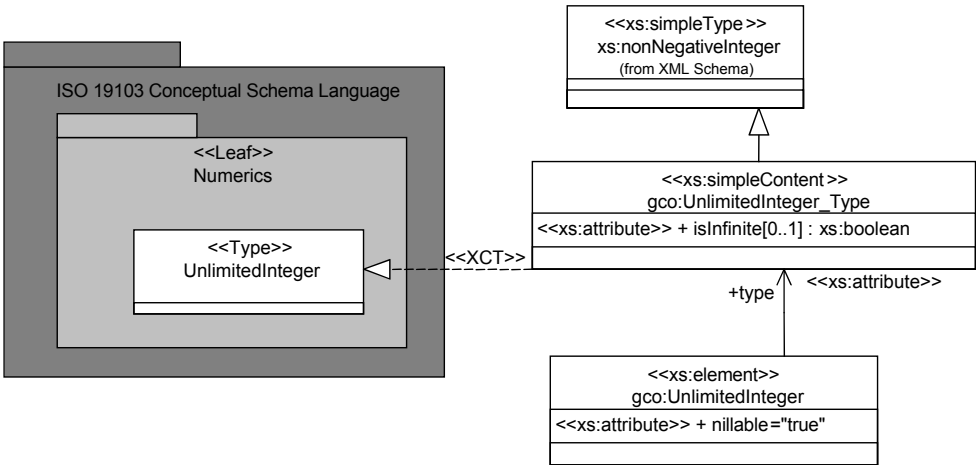 <<xs:simpleType>>
xs:nonNegativeInteger
(from XML Schema)
ISO 19103 Conceptual Schema Language
<<Leaf>>
Numerics
<<Type>>
UnlimitedInteger
<<XCT>>
<<xs:simpleContent>>
gco:UnlimitedInteger_Type
<<xs:attribute>> + isInfinite[0..1] : xs:boolean
+type
<<xs:attribute>>
<<xs:element>>
gco:UnlimitedInteger
<<xs:attribute>> + nillable="true"